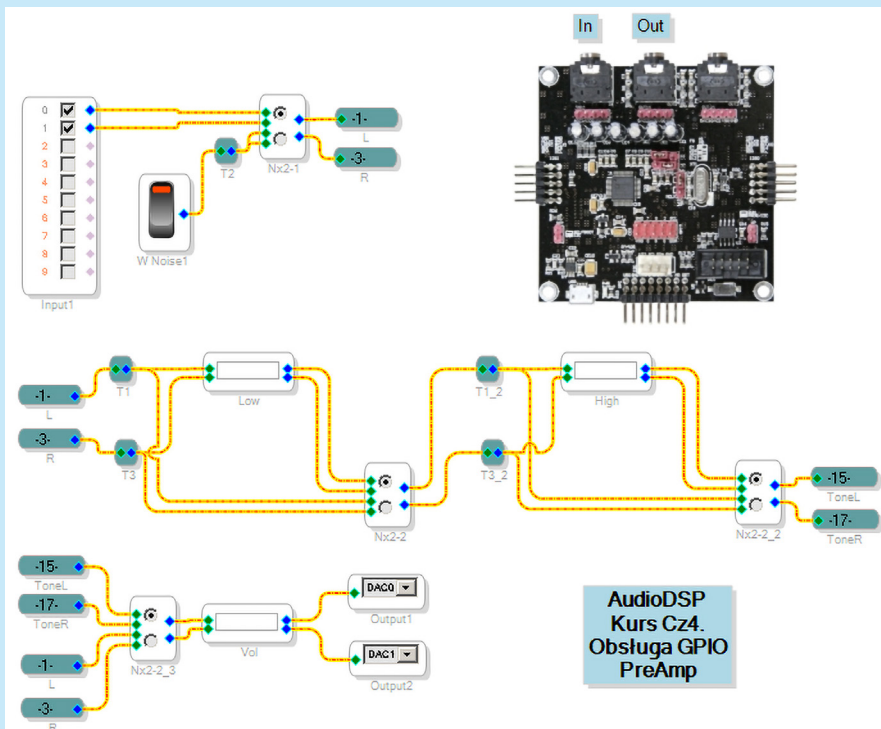 In
Out
0
1
2
3
4
5
6
7
8
9
Input1
W Noise1
T2
Nx2-1
-1-
L
-3-
R
-1-
L
-3-
R
T1
T3
Low
Nx2-2
T1_2
T3_2
High
Nx2-2_2
-15-
ToneL
-17-
ToneR
-15-
ToneL
-17-
ToneR
-1-
L
-3-
R
Nx2-2_3
Vol
DAC0
Output1
DAC1
Output2
AudioDSP
Kurs Cz4.
Obsługa GPIO
PreAmp